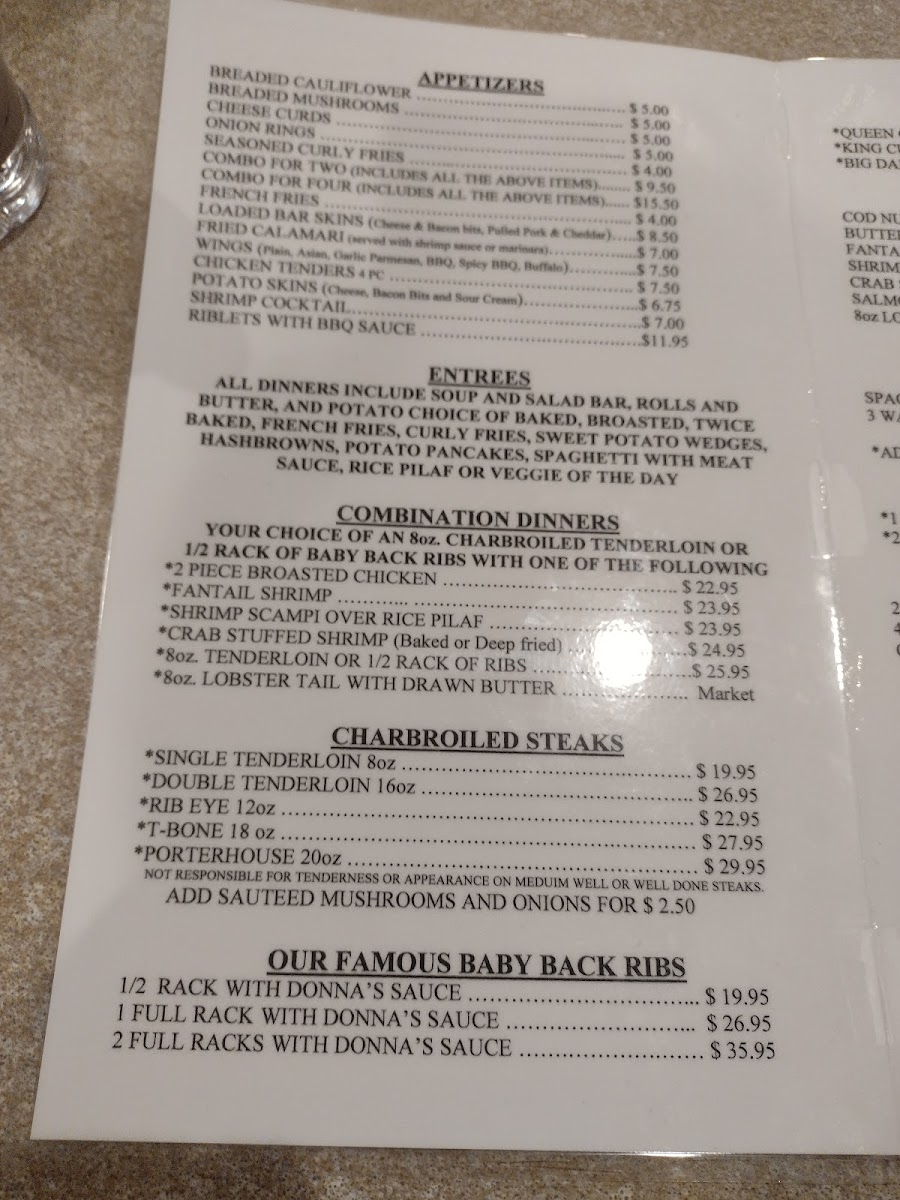 APPETIZERS
BREADED CAULIFLOWER ........ $ 5.00
BREADED MUSHROOMS ........ $ 5.00
CHEESE CURDS ........ $ 5.00
ONION RINGS ........ $ 5.00
SEASONED CURLY FRIES ........ $ 4.00
COMBO FOR TWO (INCLUDES ALL THE ABOVE ITEMS)........ $ 9.50
COMBO FOR FOUR (INCLUDES ALL THE ABOVE ITEMS)...... $15.50
FRENCH FRIES ........ $ 4.00
LOADED BAR SKINS (Cheese & Bacon bits, Pulled Pork & Cheddar).....$ 8.50
FRIED CALAMARI (served with shrimp sauce or marinara)........ $ 7.00
WINGS (Plain, Asian, Garlic Parmesan, BBQ, Spicy BBQ, Buffalo)........ $ 7.50
CHICKEN TENDERS 4 PC ........ $ 7.50
POTATO SKINS (Cheese, Bacon Bits and Sour Cream)........$ 6.75
SHRIMP COCKTAIL........$ 7.00
RIBLETS WITH BBQ SAUCE ........$11.95
ENTREES
ALL DINNERS INCLUDE SOUP AND SALAD BAR, ROLLS AND
BUTTER, AND POTATO CHOICE OF BAKED, BROASTED, TWICE
BAKED, FRENCH FRIES, CURLY FRIES, SWEET POTATO WEDGES,
HASHBROWNS, POTATO PANCAKES, SPAGHETTI WITH MEAT
SAUCE, RICE PILAF OR VEGGIE OF THE DAY
COMBINATION DINNERS
YOUR CHOICE OF AN 8oz. CHARBROILED TENDERLOIN OR
1/2 RACK OF BABY BACK RIBS WITH ONE OF THE FOLLOWING
*2 PIECE BROASTED CHICKEN ........ $ 22.95
*FANTAIL SHRIMP ........ $ 23.95
*SHRIMP SCAMPI OVER RICE PILAF ........ $ 23.95
*CRAB STUFFED SHRIMP (Baked or Deep fried) ........$ 24.95
*8oz. TENDERLOIN OR 1/2 RACK OF RIBS ........$ 25.95
*8oz. LOBSTER TAIL WITH DRAWN BUTTER ........ Market
CHARBROILED STEAKS
*SINGLE TENDERLOIN 8oz ........ $ 19.95
*DOUBLE TENDERLOIN 16oz ........ $ 26.95
*RIB EYE 12oz ........ $ 22.95
*T-BONE 18 oz ........ $ 27.95
*PORTERHOUSE 20oz ........ $ 29.95
NOT RESPONSIBLE FOR TENDERNESS OR APPEARANCE ON MEDUIM WELL OR WELL DONE STEAKS.
ADD SAUTEED MUSHROOMS AND ONIONS FOR $ 2.50
OUR FAMOUS BABY BACK RIBS
1/2 RACK WITH DONNA'S SAUCE ........ $ 19.95
1 FULL RACK WITH DONNA'S SAUCE ........ $ 26.95
2 FULL RACKS WITH DONNA'S SAUCE ........ $ 35.95
*QUEEN
*KING
*BIG
COD
8oz
3